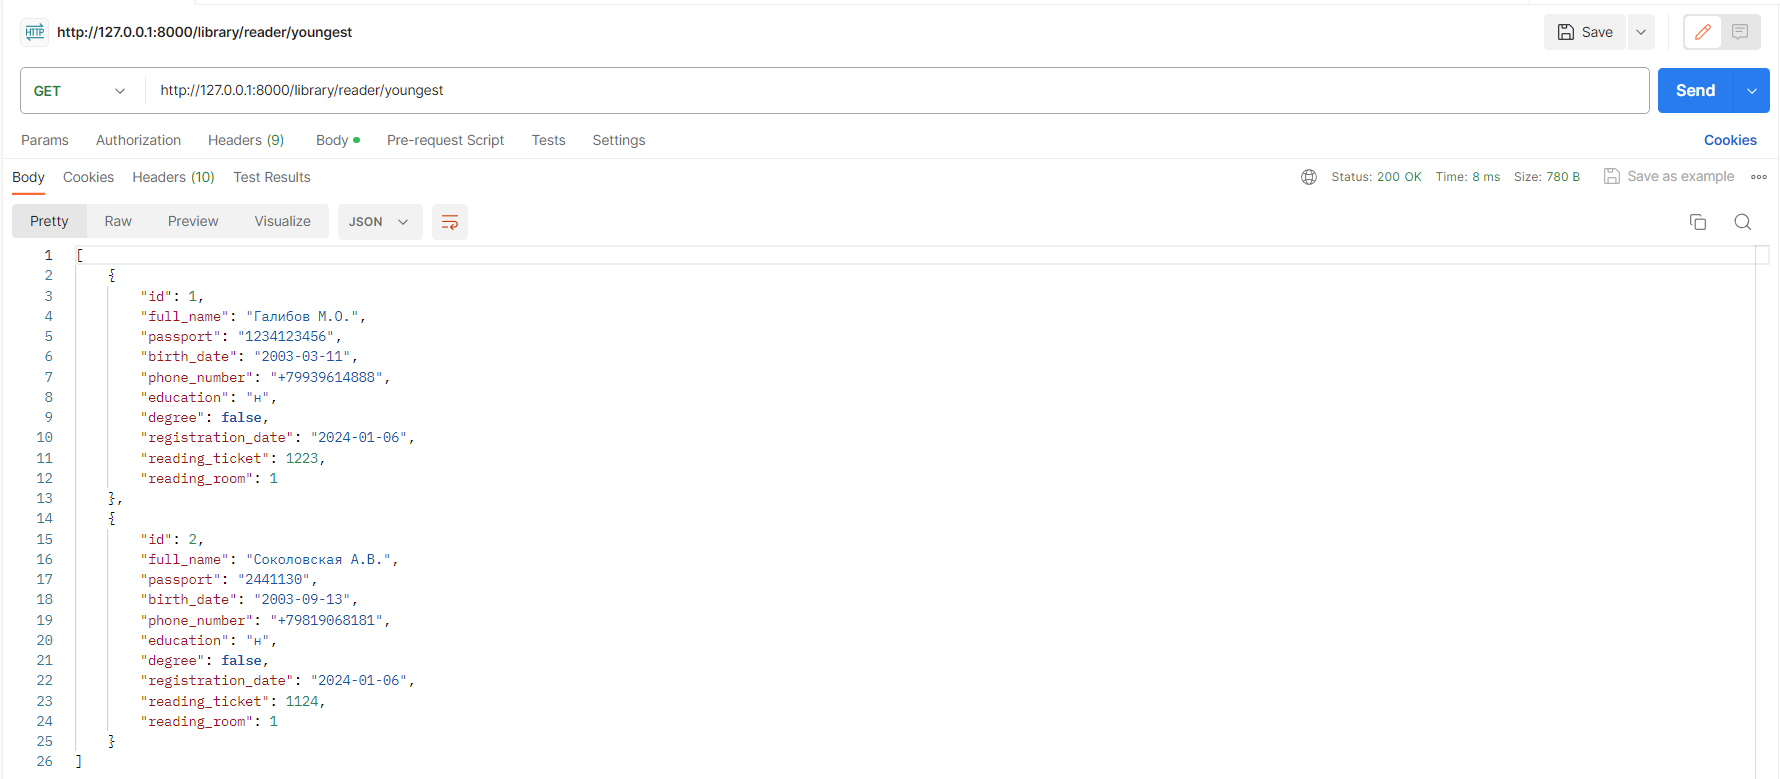 HTTP http://127.0.0.1:8000/library/reader/youngest Save
GET http://127.0.0.1:8000/library/reader/youngest Send
Params Authorization Headers (9) Body Pre-request Script Tests Settings Cookies
Body Cookies Headers (10) Test Results Status: 200 OK Time: 8 ms Size: 780 B Save as example
Pretty Raw Preview Visualize JSON
1 [
2 {
3 "id": 1,
4 "full_name": "Галибов М.О.",
5 "passport": "1234123456",
6 "birth_date": "2003-03-11",
7 "phone_number": "+79939614888",
8 "education": "н",
9 "degree": false,
10 "registration_date": "2024-01-06",
11 "reading_ticket": 1223,
12 "reading_room": 1
13 },
14 {
15 "id": 2,
16 "full_name": "Соколовская А.В.",
17 "passport": "2441130",
18 "birth_date": "2003-09-13",
19 "phone_number": "+79819068181",
20 "education": "н",
21 "degree": false,
22 "registration_date": "2024-01-06",
23 "reading_ticket": 1124,
24 "reading_room": 1
25 }
26 ]